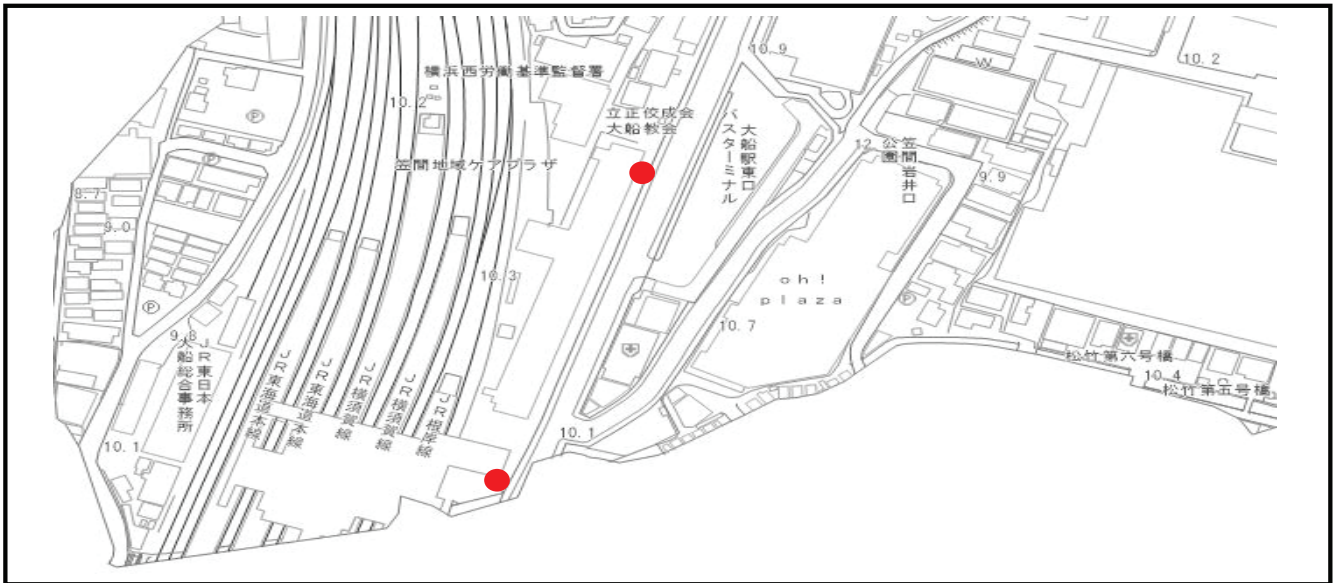 10.9
10.2
W
横浜西労働基準監督署
10.2
Ⓟ
立正佼成会
大船教会
大船駅東口
バスターミナル
12
笠間岩井口
公園
9.9
笠間地域ケアプラザ
Ⓟ
8.7
9.0
10.3
oh!
plaza
Ⓟ
Ⓟ
10.7
9.8
JR東日本
大船総合事務所
JR東海道本線
JR東海道本線
JR横須賀線
JR横須賀線
JR根岸線
松竹第六号橋
10.4
松竹第五号橋
10.1
10.1